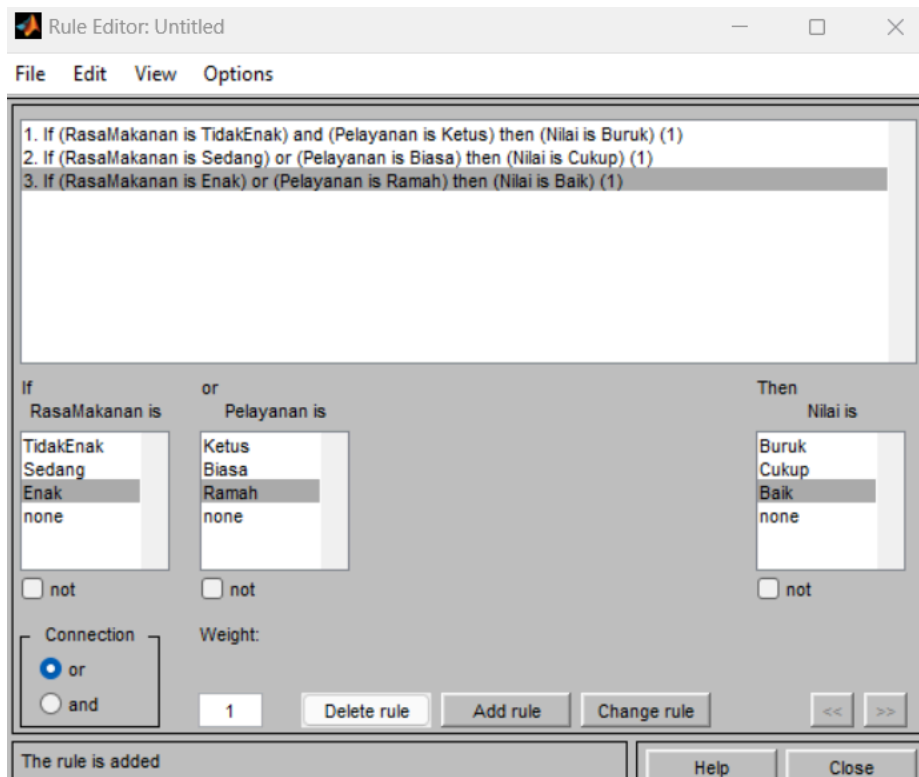 Rule Editor: Untitled
File Edit View Options
1. If (RasaMakanan is TidakEnak) and (Pelayanan is Ketus) then (Nilai is Buruk) (1)
2. If (RasaMakanan is Sedang) or (Pelayanan is Biasa) then (Nilai is Cukup) (1)
3. If (RasaMakanan is Enak) or (Pelayanan is Ramah) then (Nilai is Baik) (1)
If or Then
RasaMakanan is Pelayanan is Nilai is
TidakEnak Ketus Buruk
Sedang Biasa Cukup
Enak Ramah Baik
none none none
not not not
Connection Weight:
or
and 1 Delete rule Add rule Change rule << >>
The rule is added Help Close